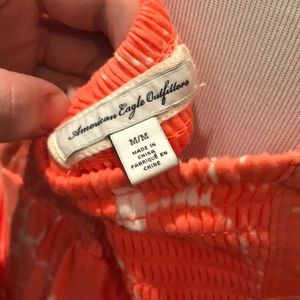 American Eagle Outfitters
M/M
MADE IN
CHINA
FABRIQUÉ EN
CHINE